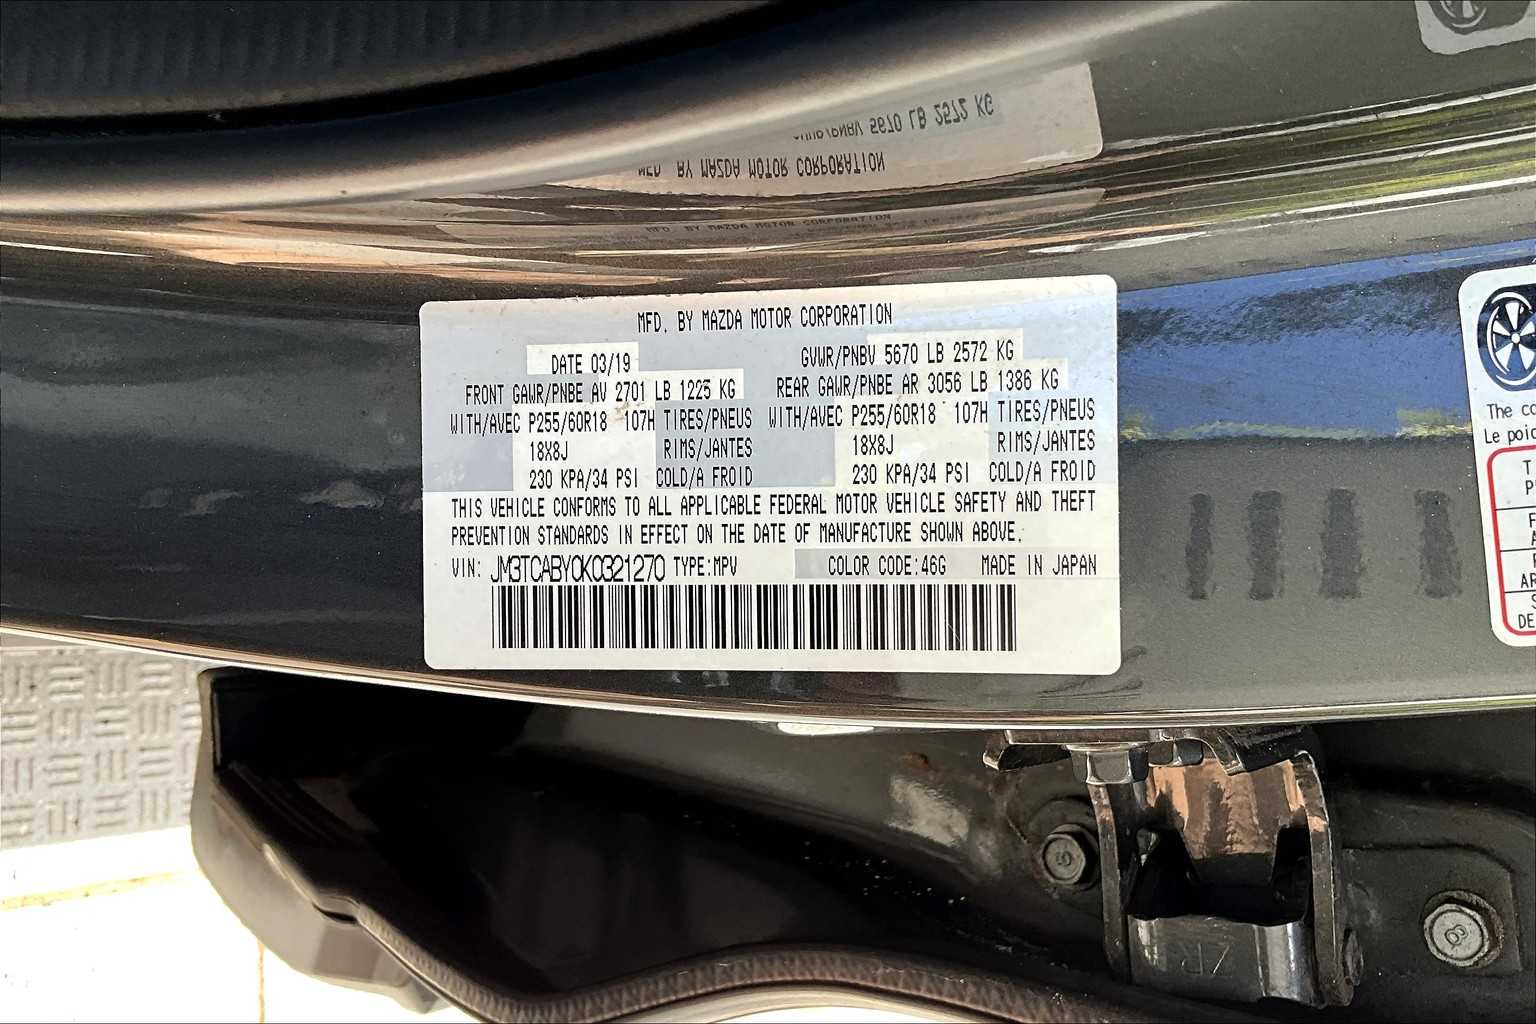 MFD. BY MAZDA MOTOR CORPORATION
DATE 03/19 GVWR/PNBV 5670 LB 2572 KG
FRONT GAWR/PNBE AV 2701 LB 1225 KG REAR GAWR/PNBE AR 3056 LB 1386 KG
WITH/AVEC P255/60R18 107H TIRES/PNEUS WITH/AVEC P255/60R18 107H TIRES/PNEUS
18X8J RIMS/JANTES 18X8J RIMS/JANTES
230 KPA/34 PSI COLD/A FROID 230 KPA/34 PSI COLD/A FROID
THIS VEHICLE CONFORMS TO ALL APPLICABLE FEDERAL MOTOR VEHICLE SAFETY AND THEFT
PREVENTION STANDARDS IN EFFECT ON THE DATE OF MANUFACTURE SHOWN ABOVE.
VIN: JM3TCABY0K0321270 TYPE:MPV COLOR CODE:46G MADE IN JAPAN
The
Le
8
8